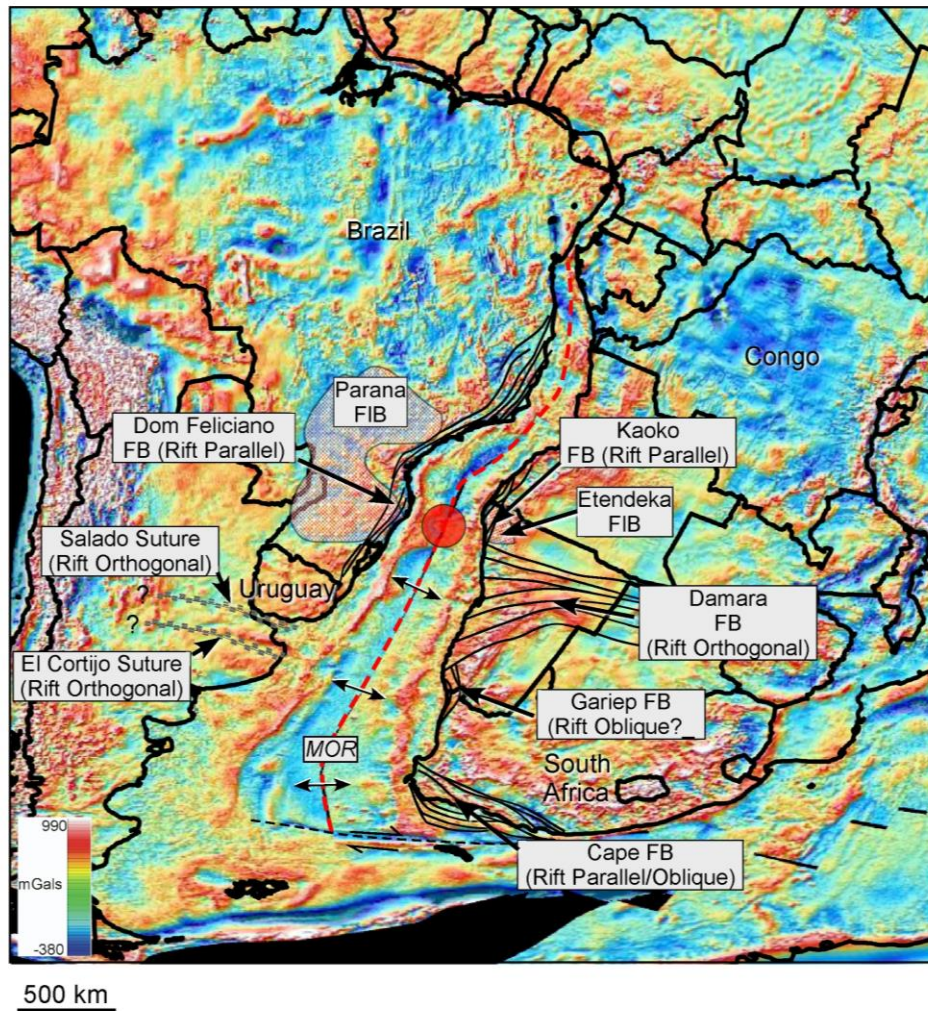 Brazil
Congo
Parana
FIB
Dom Feliciano
FB (Rift Parallel)
Kaoko
FB (Rift Parallel)
Etendeka
FIB
Salado Suture
(Rift Orthogonal)
?
Uruguay
?
El Cortijo Suture
(Rift Orthogonal)
Damara
FB
(Rift Orthogonal)
Gariep FB
(Rift Oblique?_
MOR
South
Africa
Cape FB
(Rift Parallel/Oblique)
990
mGals
-380
500 km